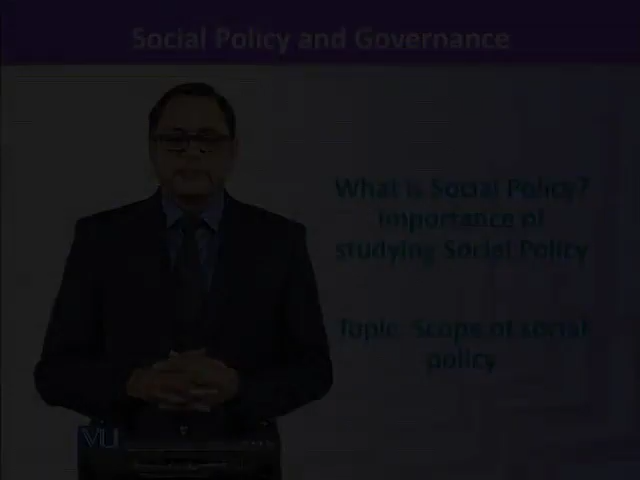 Social Policy and Governance
What is Social Policy?
Importance of
studying Social Policy
Topic: Scope of social
policy
VU